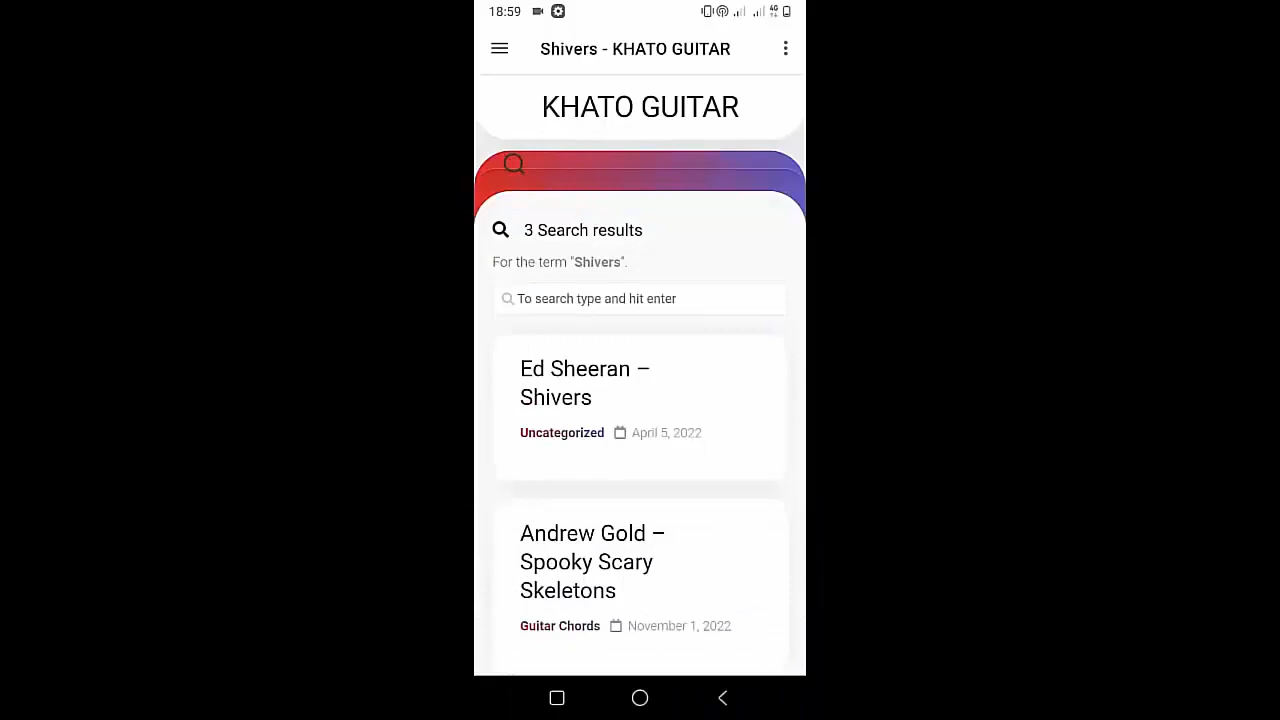 18:59
4G
Shivers - KHATO GUITAR
KHATO GUITAR
3 Search results
For the term "Shivers".
To search type and hit enter
Ed Sheeran –
Shivers
Uncategorized April 5, 2022
Andrew Gold –
Spooky Scary
Skeletons
Guitar Chords November 1, 2022